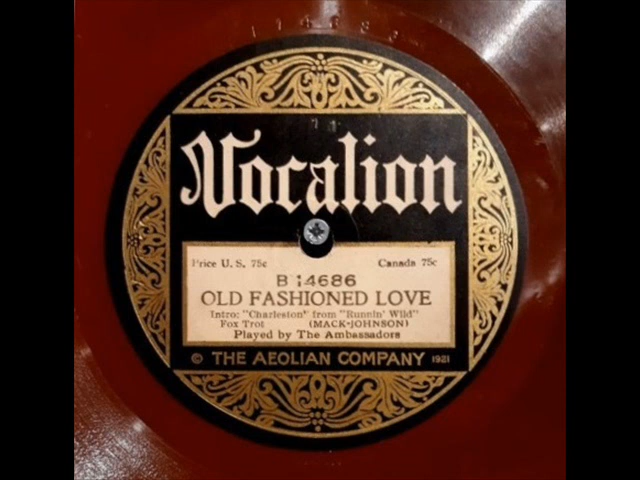 Vocalion
Price U. S. 75c Canada 75c
B 14686
OLD FASHIONED LOVE
Intro: "Charleston" from "Runnin' Wild"
Fox Trot (MACK-JOHNSON)
Played by The Ambassadors
© THE AEOLIAN COMPANY 1921